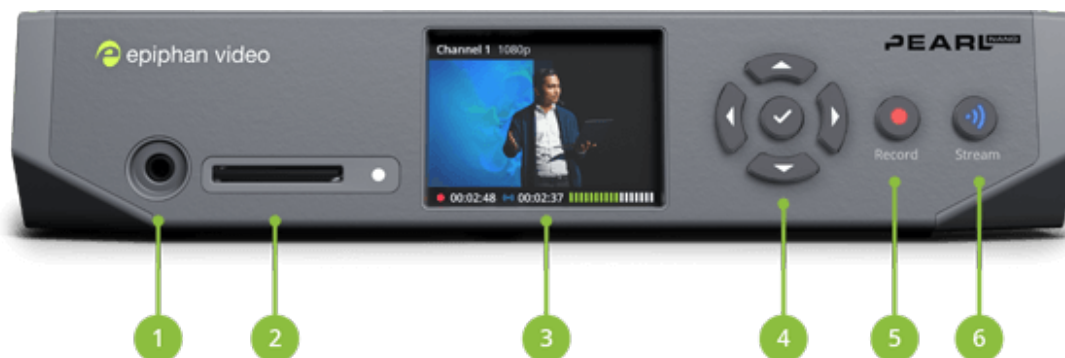 epiphan video
Channel 1 1080p
PEARL NANO
Record
Stream
00:02:48 00:02:37
1
2
3
4
5
6